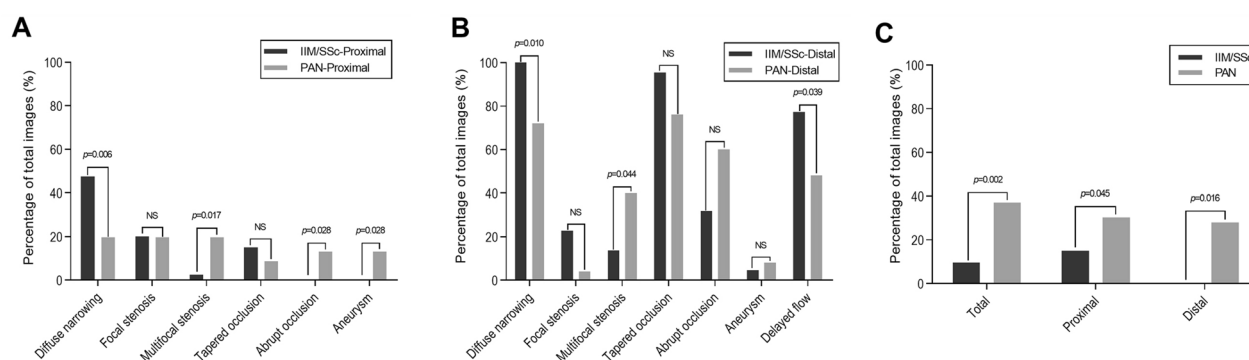 A
IIM/SSc-Proximal
PAN-Proximal
Percentage of total images (%)
100
80
60
40
20
0
p=0.006
NS
p=0.017
NS
p=0.028
p=0.028
Diffuse narrowing
Focal stenosis
Multifocal stenosis
Tapered occlusion
Abrupt occlusion
Aneurysm
B
IIM/SSc-Distal
PAN-Distal
Percentage of total images (%)
100
80
60
40
20
0
p=0.010
NS
p=0.044
NS
NS
NS
p=0.039
Diffuse narrowing
Focal stenosis
Multifocal stenosis
Tapered occlusion
Abrupt occlusion
Aneurysm
Delayed flow
C
IIM/SSc
PAN
Percentage of total images (%)
100
80
60
40
20
0
p=0.002
p=0.045
p=0.016
Total
Proximal
Distal